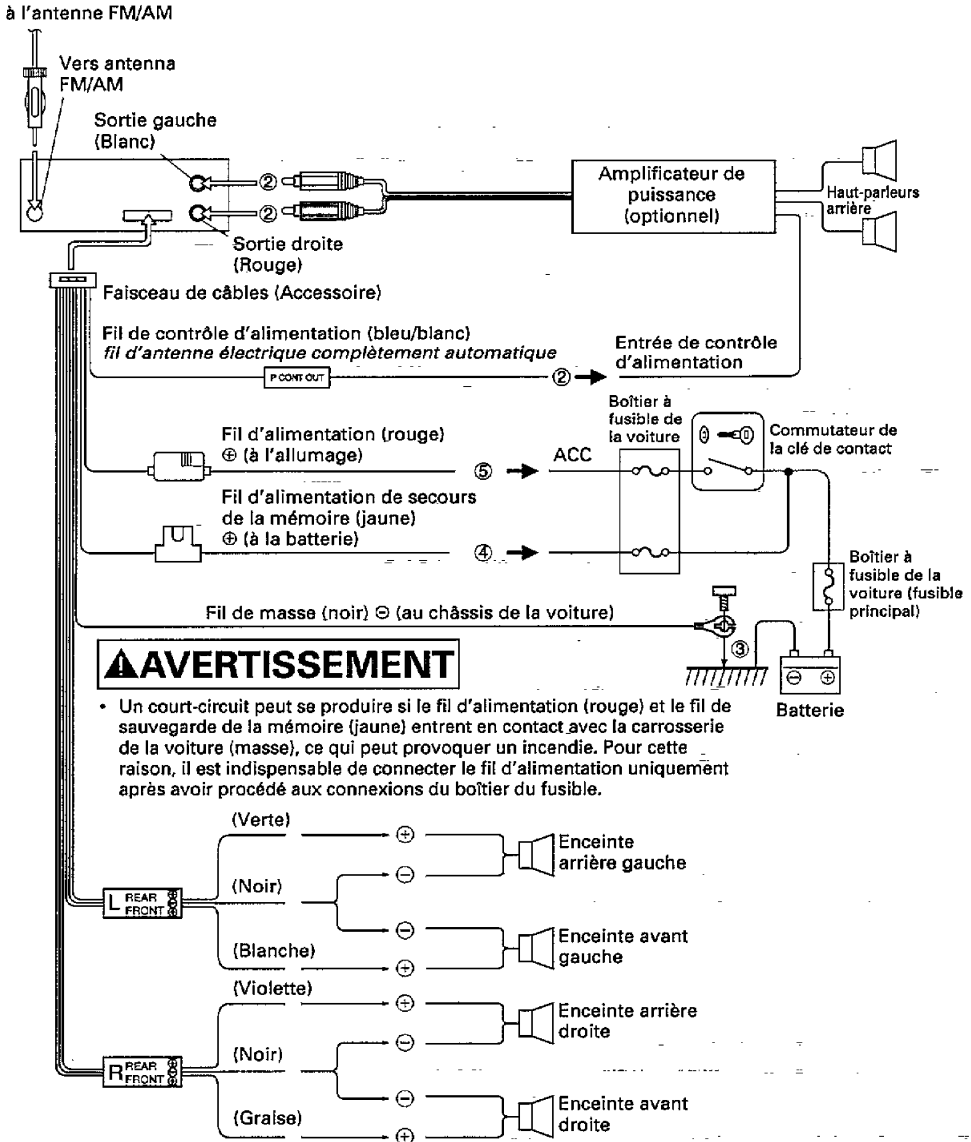 à l'antenne FM/AM
Vers antenna
FM/AM
Sortie gauche
(Blanc)
②
②
Amplificateur de
puissance
(optionnel)
Haut-parleurs
arrière
Sortie droite
(Rouge)
Faisceau de câbles (Accessoire)
Fil de contrôle d'alimentation (bleu/blanc)
fil d'antenne électrique complètement automatique
P CONT OUT
②
Entrée de contrôle
d'alimentation
Boîtier à
fusible de
la voiture
Commutateur de
la clé de contact
Fil d'alimentation (rouge)
⊕ (à l'allumage)
⑤
ACC
Fil d'alimentation de secours
de la mémoire (jaune)
⊕ (à la batterie)
④
Boîtier à
fusible de la
voiture (fusible
principal)
Fil de masse (noir) ⊖ (au châssis de la voiture)
③
⊖ ⊕
Batterie
AVERTISSEMENT
• Un court-circuit peut se produire si le fil d'alimentation (rouge) et le fil de
sauvegarde de la mémoire (jaune) entrent en contact avec la carrosserie
de la voiture (masse), ce qui peut provoquer un incendie. Pour cette
raison, il est indispensable de connecter le fil d'alimentation uniquement
après avoir procédé aux connexions du boîtier du fusible.
(Verte)
⊕
Enceinte
arrière gauche
⊖
(Noir)
L REAR
FRONT
⊖
Enceinte avant
gauche
(Blanche)
⊕
(Violette)
⊕
Enceinte arrière
droite
⊖
(Noir)
R REAR
FRONT
⊖
Enceinte avant
droite
(Graise)
⊕